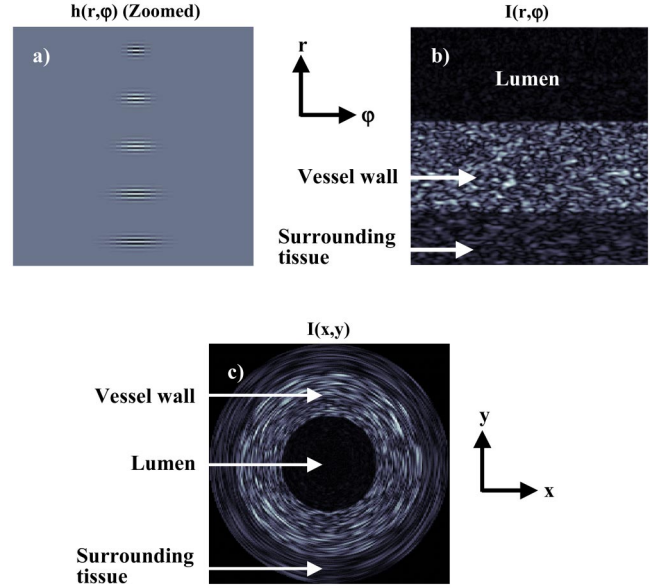 h(r,φ) (Zoomed)
a)
r
φ
I(r,φ)
b)
Lumen
Vessel wall
Surrounding
tissue
I(x,y)
c)
Vessel wall
Lumen
Surrounding
tissue
y
x